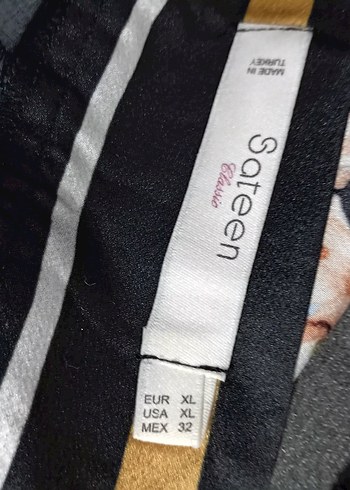 MADE IN
TURKEY
Sateen
Classic
EUR XL
USA XL
MEX 32